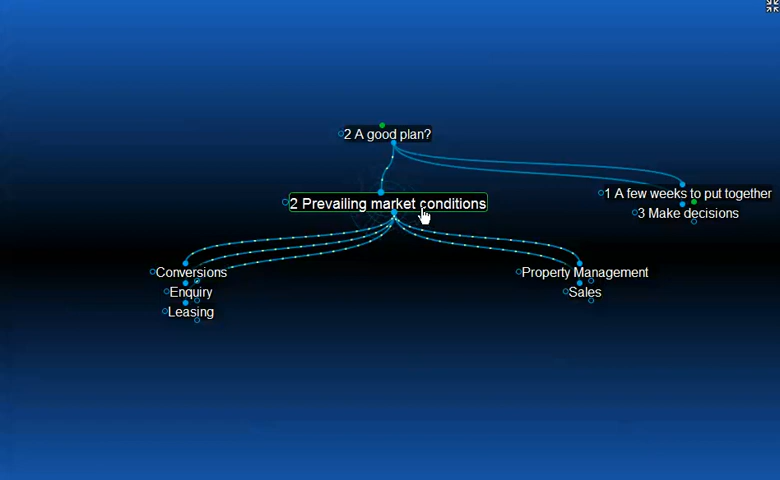 2 A good plan?
1 A few weeks to put together
2 Prevailing market conditions
3 Make decisions
Conversions
Property Management
Enquiry
Sales
Leasing